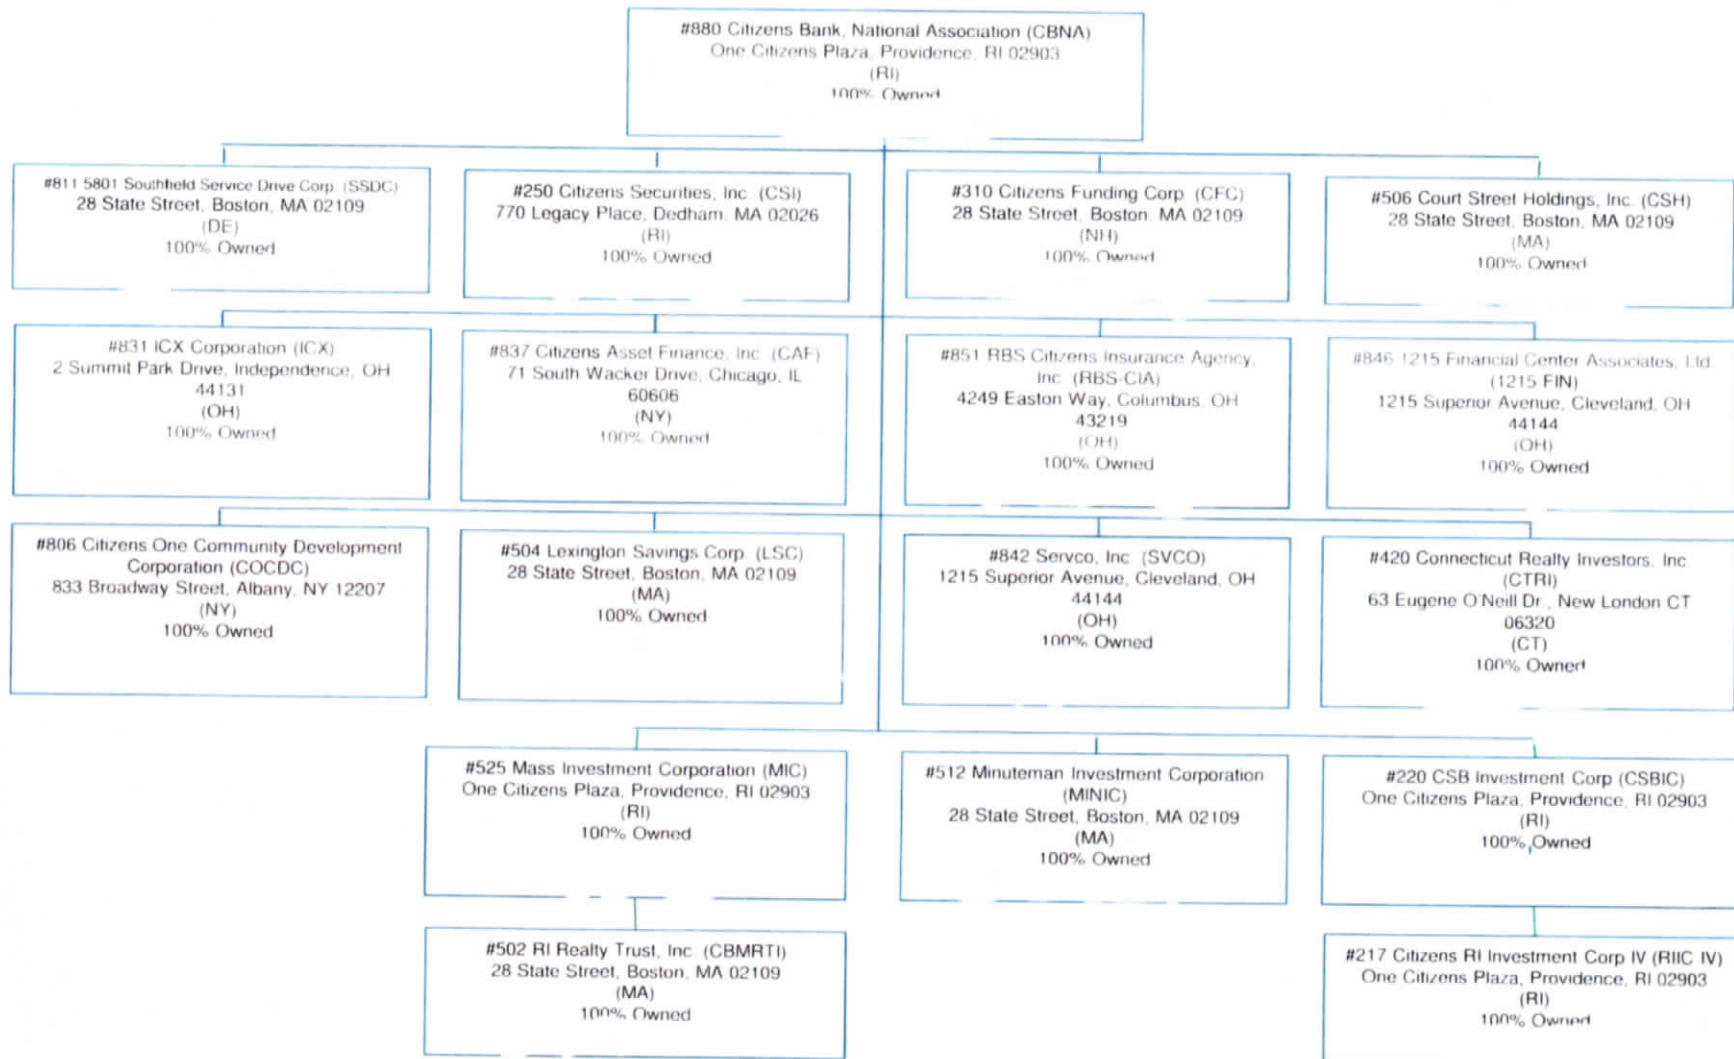 #880 Citizens Bank, National Association (CBNA)
One Citizens Plaza, Providence, RI 02903
(RI)
100% Owned
#811 5801 Southfield Service Drive Corp. (SSDC)
28 State Street, Boston, MA 02109
(DE)
100% Owned
#250 Citizens Securities, Inc. (CSI)
770 Legacy Place, Dedham, MA 02026
(RI)
100% Owned
#310 Citizens Funding Corp. (CFC)
28 State Street, Boston, MA 02109
(NH)
100% Owned
#506 Court Street Holdings, Inc. (CSH)
28 State Street, Boston, MA 02109
(MA)
100% Owned
#831 ICX Corporation (ICX)
2 Summit Park Drive, Independence, OH
44131
(OH)
100% Owned
#837 Citizens Asset Finance, Inc. (CAF)
71 South Wacker Drive, Chicago, IL
60606
(NY)
100% Owned
#851 RBS Citizens Insurance Agency,
Inc. (RBS-CIA)
4249 Easton Way, Columbus, OH
43219
(OH)
100% Owned
#846 1215 Financial Center Associates, Ltd.
(1215 FIN)
1215 Superior Avenue, Cleveland, OH
44144
(OH)
100% Owned
#806 Citizens One Community Development
Corporation (COCDC)
833 Broadway Street, Albany, NY 12207
(NY)
100% Owned
#504 Lexington Savings Corp. (LSC)
28 State Street, Boston, MA 02109
(MA)
100% Owned
#842 Servco, Inc. (SVCO)
1215 Superior Avenue, Cleveland, OH
44144
(OH)
100% Owned
#420 Connecticut Realty Investors, Inc.
(CTRI)
63 Eugene O'Neill Dr., New London CT
06320
(CT)
100% Owned
#525 Mass Investment Corporation (MIC)
One Citizens Plaza, Providence, RI 02903
(RI)
100% Owned
#512 Minuteman Investment Corporation
(MINIC)
28 State Street, Boston, MA 02109
(MA)
100% Owned
#220 CSB Investment Corp (CSBIC)
One Citizens Plaza, Providence, RI 02903
(RI)
100% Owned
#502 RI Realty Trust, Inc. (CBMRTI)
28 State Street, Boston, MA 02109
(MA)
100% Owned
#217 Citizens RI Investment Corp IV (RIIC IV)
One Citizens Plaza, Providence, RI 02903
(RI)
100% Owned